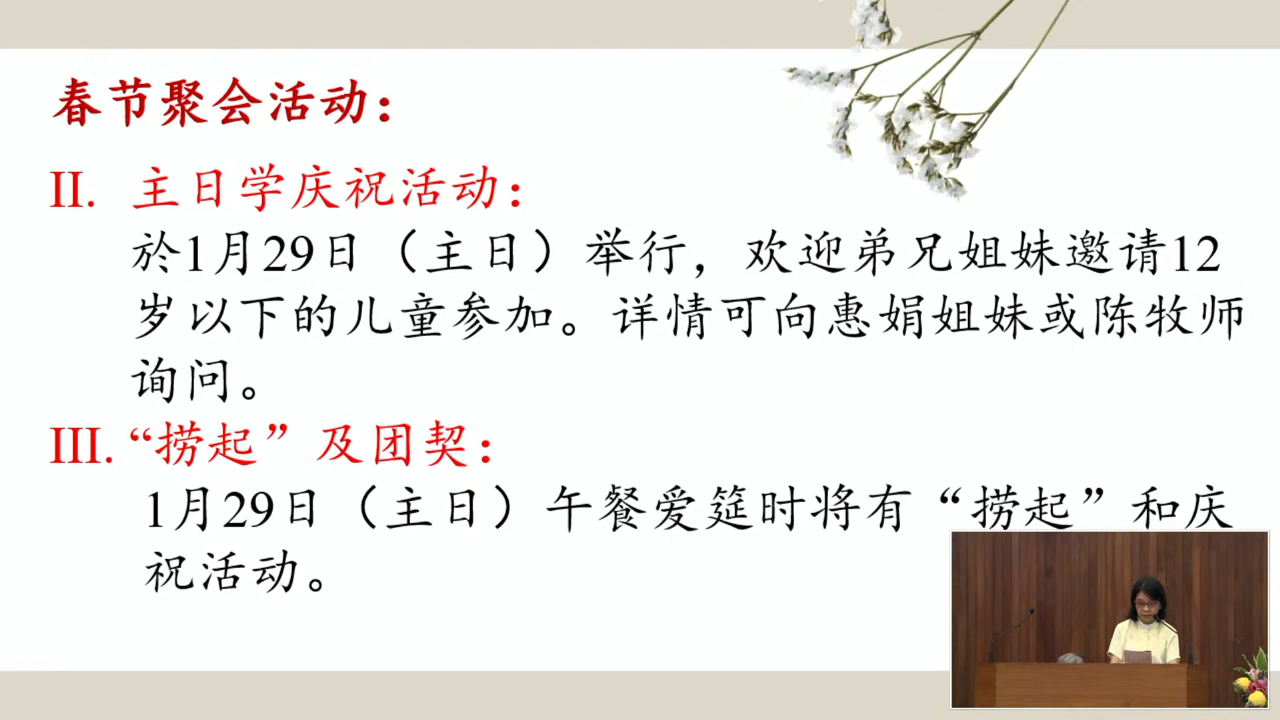 春节聚会活动：
II. 主日学庆祝活动：
於1月29日（主日）举行，欢迎弟兄姐妹邀请12
岁以下的儿童参加。详情可向惠娟姐妹或陈牧师
询问。
III. “捞起”及团契：
1月29日（主日）午餐爱筵时将有“捞起”和庆
祝活动。